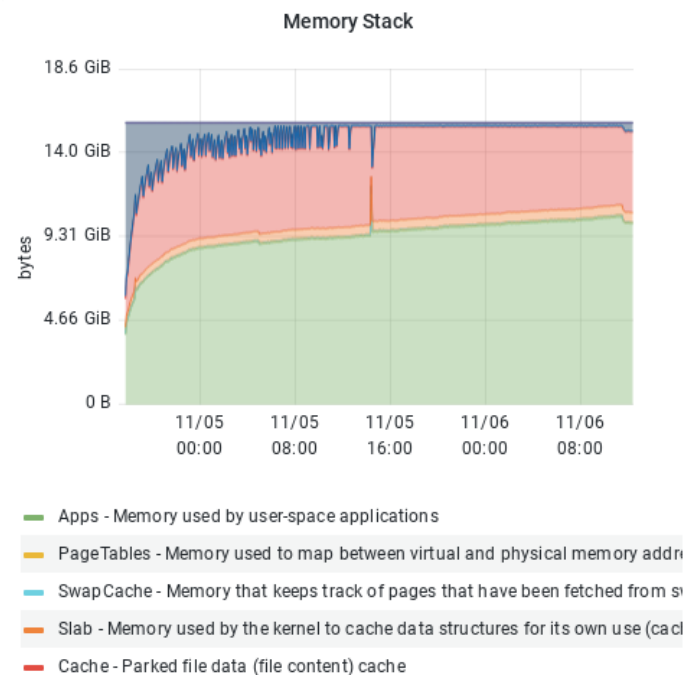 Memory Stack
18.6 GiB
14.0 GiB
9.31 GiB
4.66 GiB
0 B
bytes
11/05 11/05 11/05 11/06 11/06
00:00 08:00 16:00 00:00 08:00
Apps - Memory used by user-space applications
PageTables - Memory used to map between virtual and physical memory addre
SwapCache - Memory that keeps track of pages that have been fetched from sw
Slab - Memory used by the kernel to cache data structures for its own use (cac
Cache - Parked file data (file content) cache